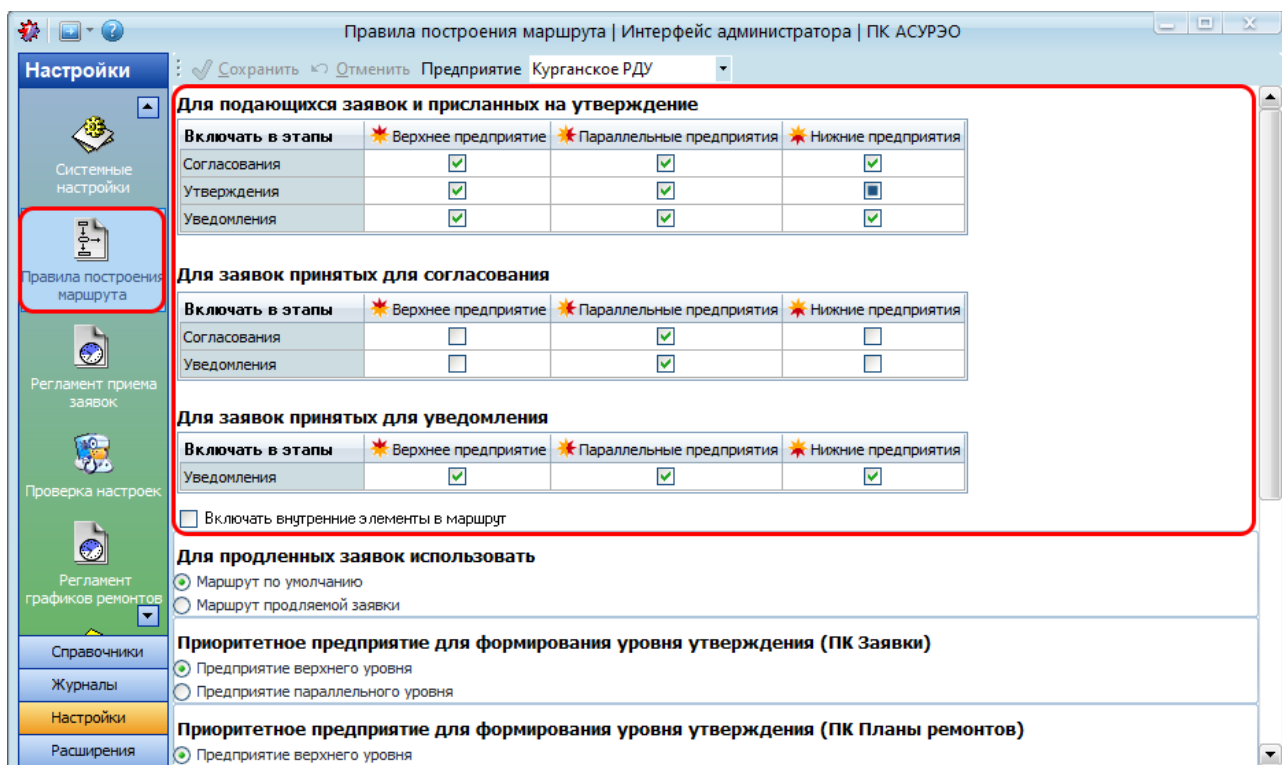 Правила построения маршрута | Интерфейс администратора | ПК АСУРЭО
Настройки
Сохранить Отменить Предприятие Курганское РДУ
Системные
настройки
Правила построения
маршрута
Регламент приема
заявок
Проверка настроек
Регламент
графиков ремонтов
Справочники
Журналы
Настройки
Расширения
Для подающихся заявок и присланных на утверждение
Включать в этапы Верхнее предприятие Параллельные предприятия Нижние предприятия
Согласования
Утверждения
Уведомления
Для заявок принятых для согласования
Включать в этапы Верхнее предприятие Параллельные предприятия Нижние предприятия
Согласования
Уведомления
Для заявок принятых для уведомления
Включать в этапы Верхнее предприятие Параллельные предприятия Нижние предприятия
Уведомления
Включать внутренние элементы в маршрут
Для продленных заявок использовать
Маршрут по умолчанию
Маршрут продляемой заявки
Приоритетное предприятие для формирования уровня утверждения (ПК Заявки)
Предприятие верхнего уровня
Предприятие параллельного уровня
Приоритетное предприятие для формирования уровня утверждения (ПК Планы ремонтов)
Предприятие верхнего уровня